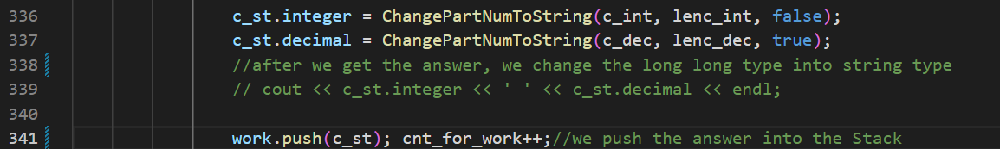 336 c_st.integer = ChangePartNumToString(c_int, lenc_int, false);
337 c_st.decimal = ChangePartNumToString(c_dec, lenc_dec, true);
338 //after we get the answer, we change the long long type into string type
339 // cout << c_st.integer << ' ' << c_st.decimal << endl;
340
341 work.push(c_st); cnt_for_work++;//we push the answer into the Stack